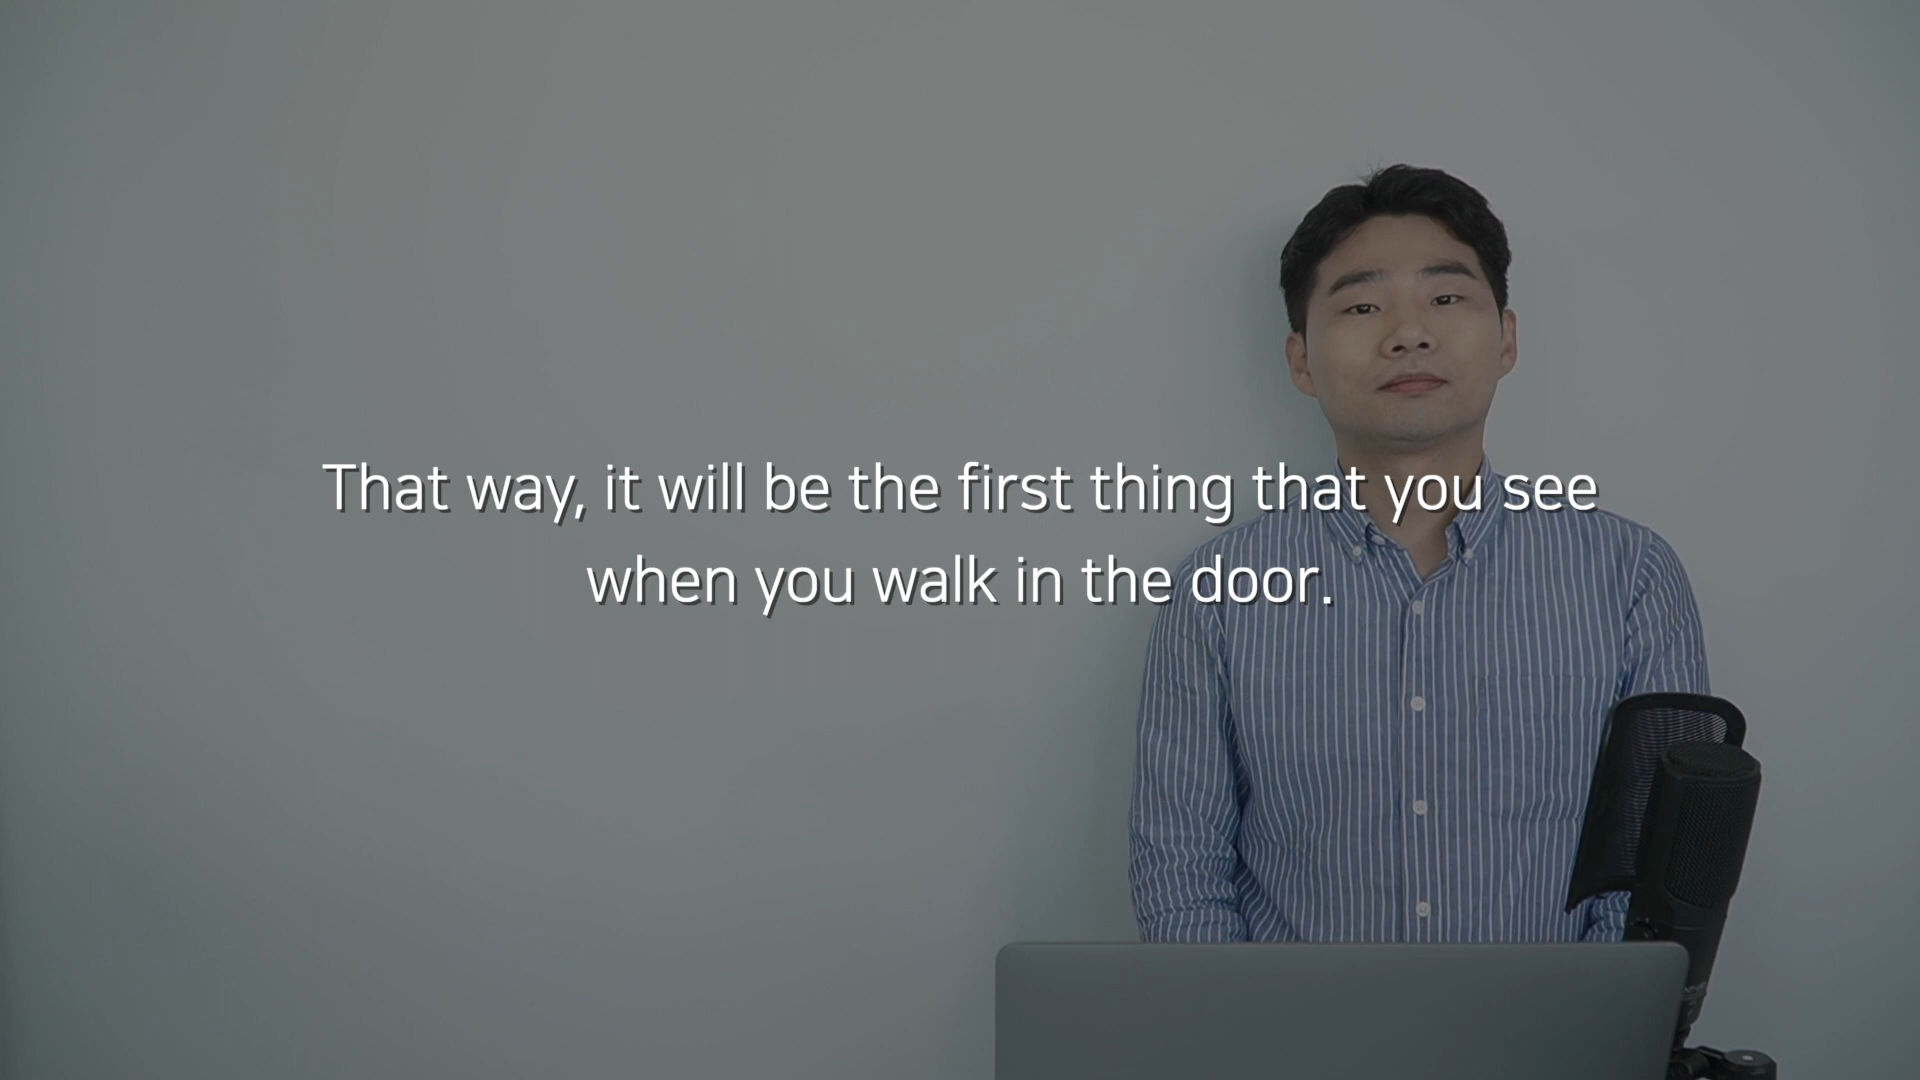 That way, it will be the first thing that you see
when you walk in the door.